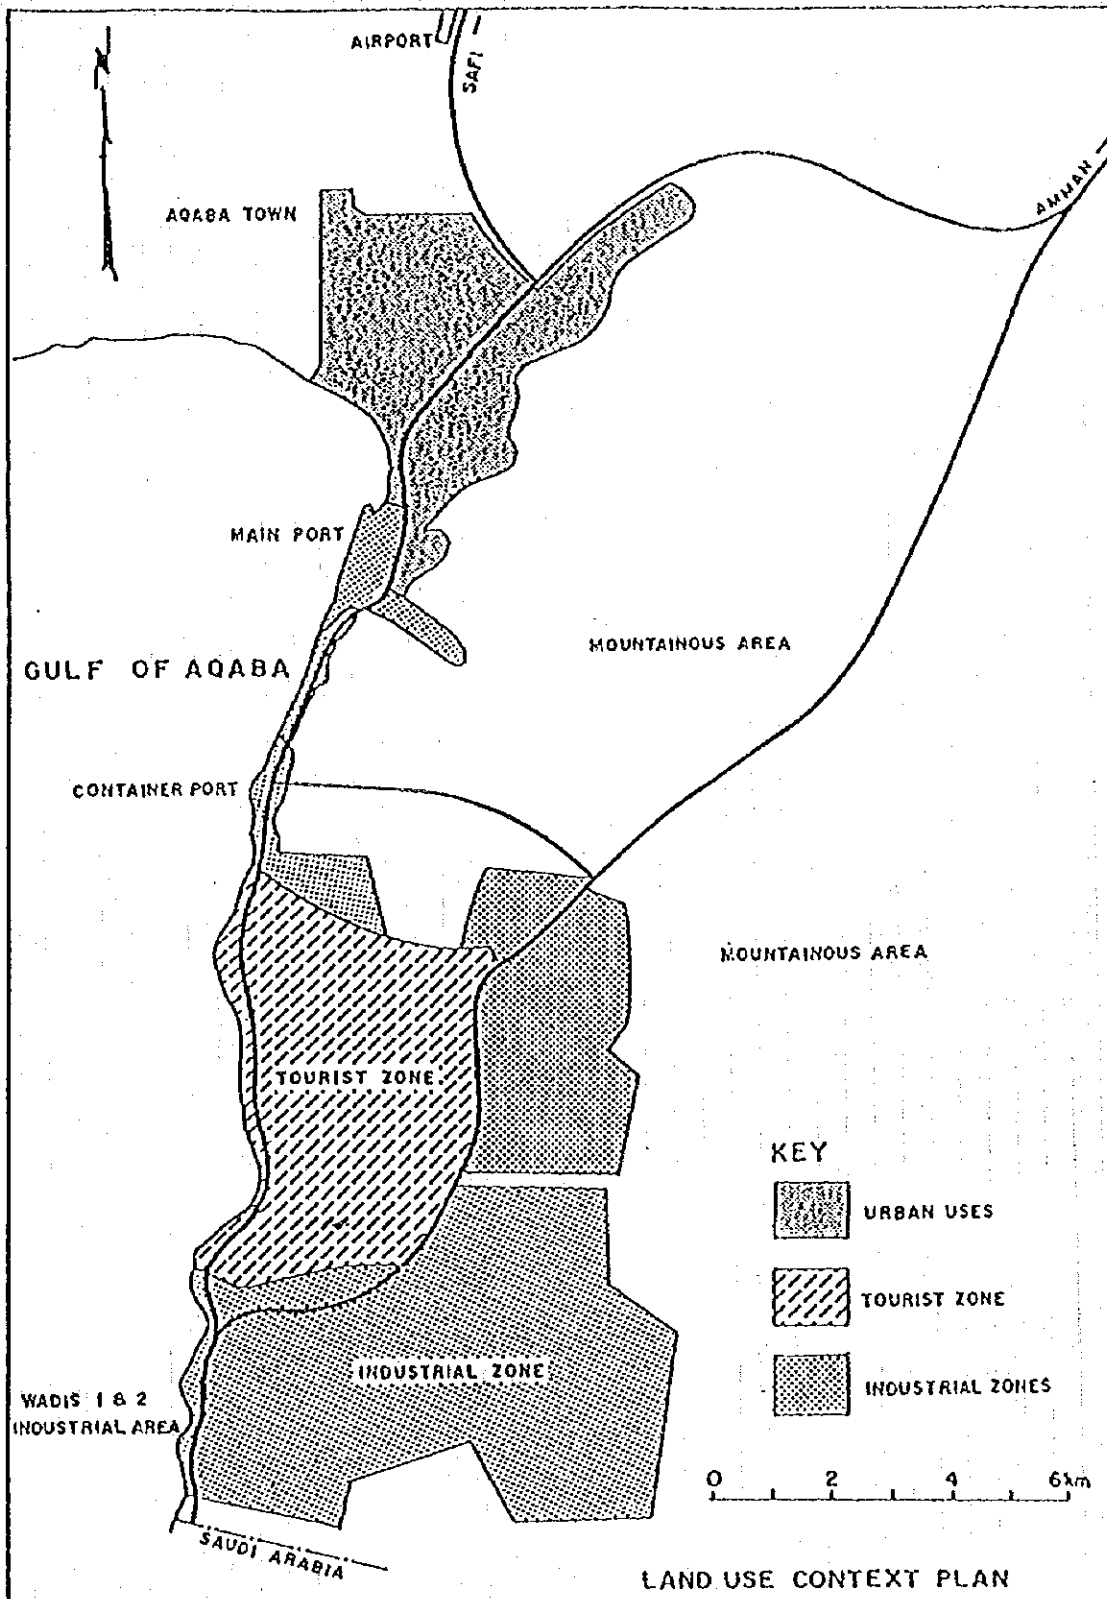 AIRPORT
SAFI —
AMMAN —
N
AQABA TOWN
MAIN PORT
MOUNTAINOUS AREA
GULF OF AQABA
CONTAINER PORT
MOUNTAINOUS AREA
TOURIST ZONE
KEY
URBAN USES
TOURIST ZONE
INDUSTRIAL ZONE
INDUSTRIAL ZONES
WADIS 1 & 2
INDUSTRIAL AREA
0 2 4 6 km
SAUDI ARABIA
LAND USE CONTEXT PLAN